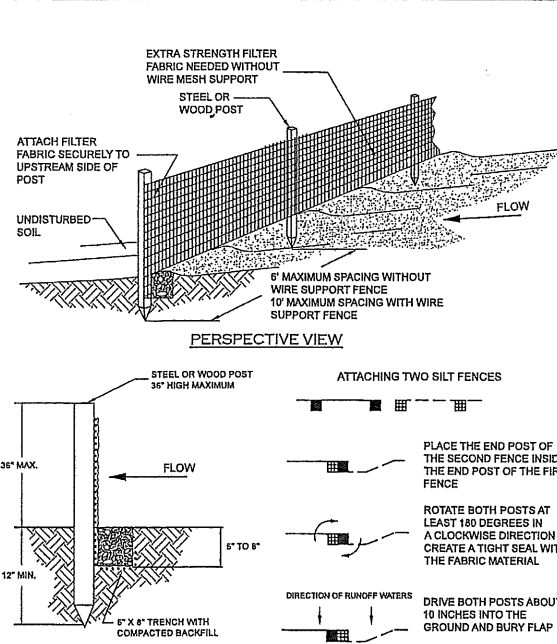 EXTRA STRENGTH FILTER
FABRIC NEEDED WITHOUT
WIRE MESH SUPPORT
STEEL OR
WOOD POST
ATTACH FILTER
FABRIC SECURELY TO
UPSTREAM SIDE OF
POST
UNDISTURBED
SOIL
FLOW
6' MAXIMUM SPACING WITHOUT
WIRE SUPPORT FENCE
10' MAXIMUM SPACING WITH WIRE
SUPPORT FENCE
PERSPECTIVE VIEW
STEEL OR WOOD POST
36" HIGH MAXIMUM
36" MAX.
FLOW
6" TO 8"
12" MIN.
6" X 8" TRENCH WITH
COMPACTED BACKFILL
ATTACHING TWO SILT FENCES
PLACE THE END POST OF
THE SECOND FENCE INSID
THE END POST OF THE FIR
FENCE
ROTATE BOTH POSTS AT
LEAST 180 DEGREES IN
A CLOCKWISE DIRECTION
CREATE A TIGHT SEAL WIT
THE FABRIC MATERIAL
DIRECTION OF RUNOFF WATERS
DRIVE BOTH POSTS ABOU
10 INCHES INTO THE
GROUND AND BURY FLAP